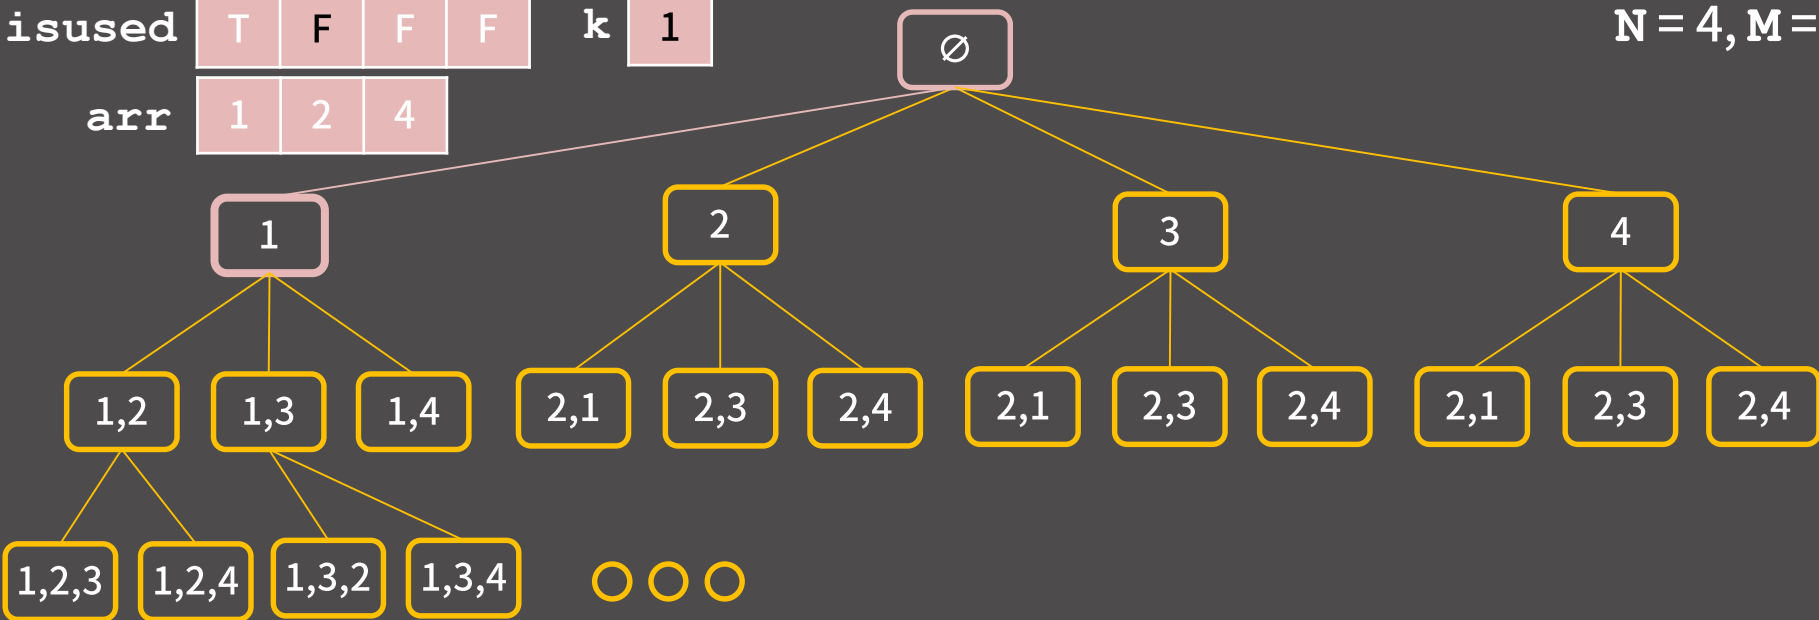 isused T F F F k 1 ∅ N = 4, M =
arr 1 2 4
1 2 3 4
1,2 1,3 1,4 2,1 2,3 2,4 2,1 2,3 2,4 2,1 2,3 2,4
1,2,3 1,2,4 1,3,2 1,3,4